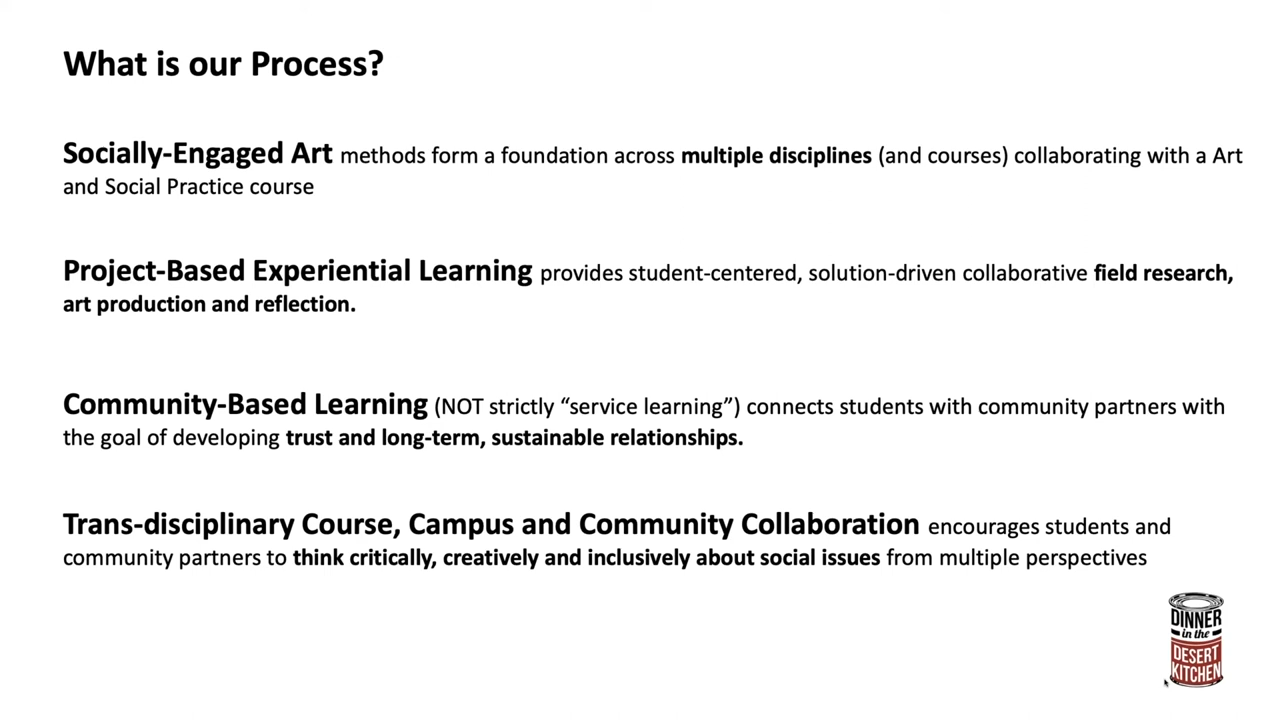 What is our Process?
Socially-Engaged Art methods form a foundation across multiple disciplines (and courses) collaborating with a Art
and Social Practice course
Project-Based Experiential Learning provides student-centered, solution-driven collaborative field research,
art production and reflection.
Community-Based Learning (NOT strictly “service learning”) connects students with community partners with
the goal of developing trust and long-term, sustainable relationships.
Trans-disciplinary Course, Campus and Community Collaboration encourages students and
community partners to think critically, creatively and inclusively about social issues from multiple perspectives
DINNER
in the
DESERT
KITCHEN